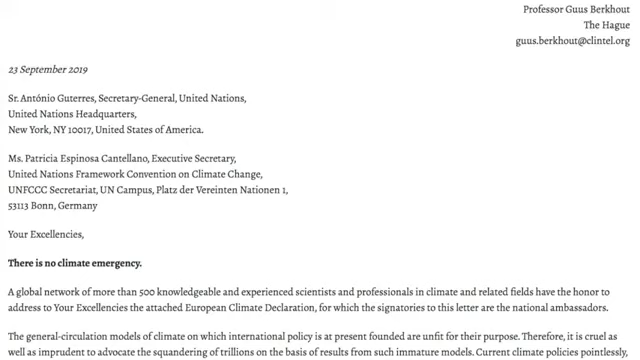 Professor Guus Berkhout
The Hague
guus.berkhout@clintel.org
23 September 2019
Sr. António Guterres, Secretary-General, United Nations,
United Nations Headquarters,
New York, NY 10017, United States of America.
Ms. Patricia Espinosa Cantellano, Executive Secretary,
United Nations Framework Convention on Climate Change,
UNFCCC Secretariat, UN Campus, Platz der Vereinten Nationen 1,
53113 Bonn, Germany
Your Excellencies,
There is no climate emergency.
A global network of more than 500 knowledgeable and experienced scientists and professionals in climate and related fields have the honor to
address to Your Excellencies the attached European Climate Declaration, for which the signatories to this letter are the national ambassadors.
The general-circulation models of climate on which international policy is at present founded are unfit for their purpose. Therefore, it is cruel as
well as imprudent to advocate the squandering of trillions on the basis of results from such immature models. Current climate policies pointlessly,